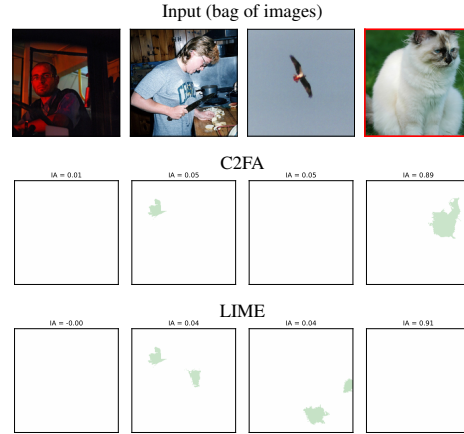 Input (bag of images)
C2FA
IA = 0.01 IA = 0.05 IA = 0.05 IA = 0.89
LIME
IA = -0.00 IA = 0.04 IA = 0.04 IA = 0.91